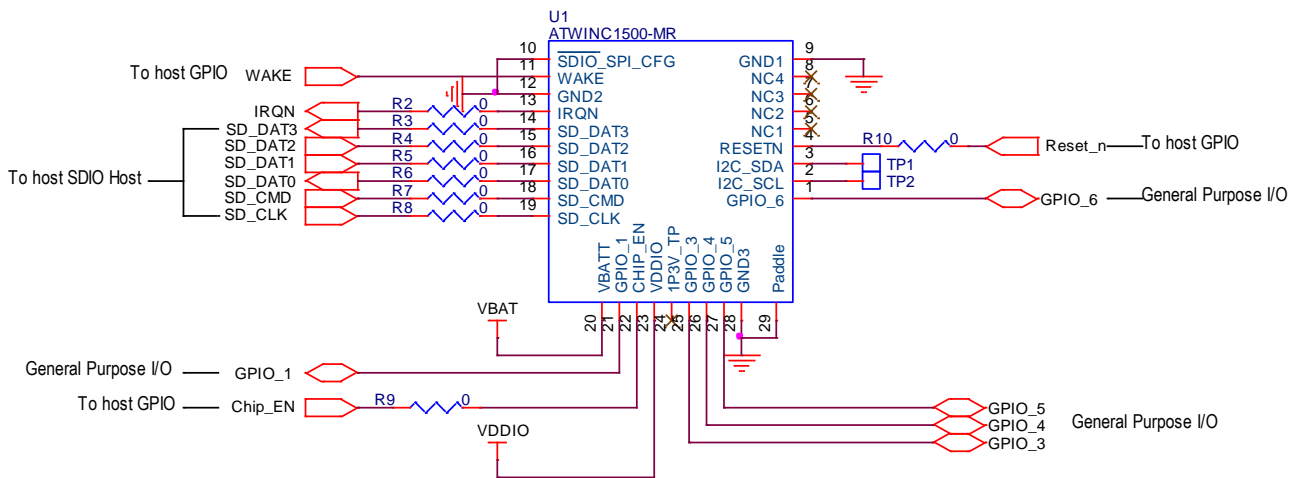 U1
ATWINC1500-MR
To host GPIO WAKE
IRQN
SD_DAT3
SD_DAT2
SD_DAT1
SD_DAT0
SD_CMD
SD_CLK
To host SDIO Host
R2 0
R3 0
R4 0
R5 0
R6 0
R7 0
R8 0
10 SDIO_SPI_CFG
11 WAKE
12 GND2
13 IRQN
14 SD_DAT3
15 SD_DAT2
16 SD_DAT1
17 SD_DAT0
18 SD_CMD
19 SD_CLK
GND1 9
NC4 8
NC3 7
NC2 6
NC1 5
RESETN 4
I2C_SDA 3
I2C_SCL 2
GPIO_6 1
R10 0
Reset_n To host GPIO
TP1
TP2
GPIO_6 General Purpose I/O
VBATT 20
GPIO_1 21
CHIP_EN 22
VDDIO 23
1P3V_TP 24
GPIO_3 25
GPIO_4 26
GPIO_5 27
GND3 28
Paddle 29
VBAT
General Purpose I/O GPIO_1
To host GPIO Chip_EN R9 0
VDDIO
GPIO_5
GPIO_4 General Purpose I/O
GPIO_3